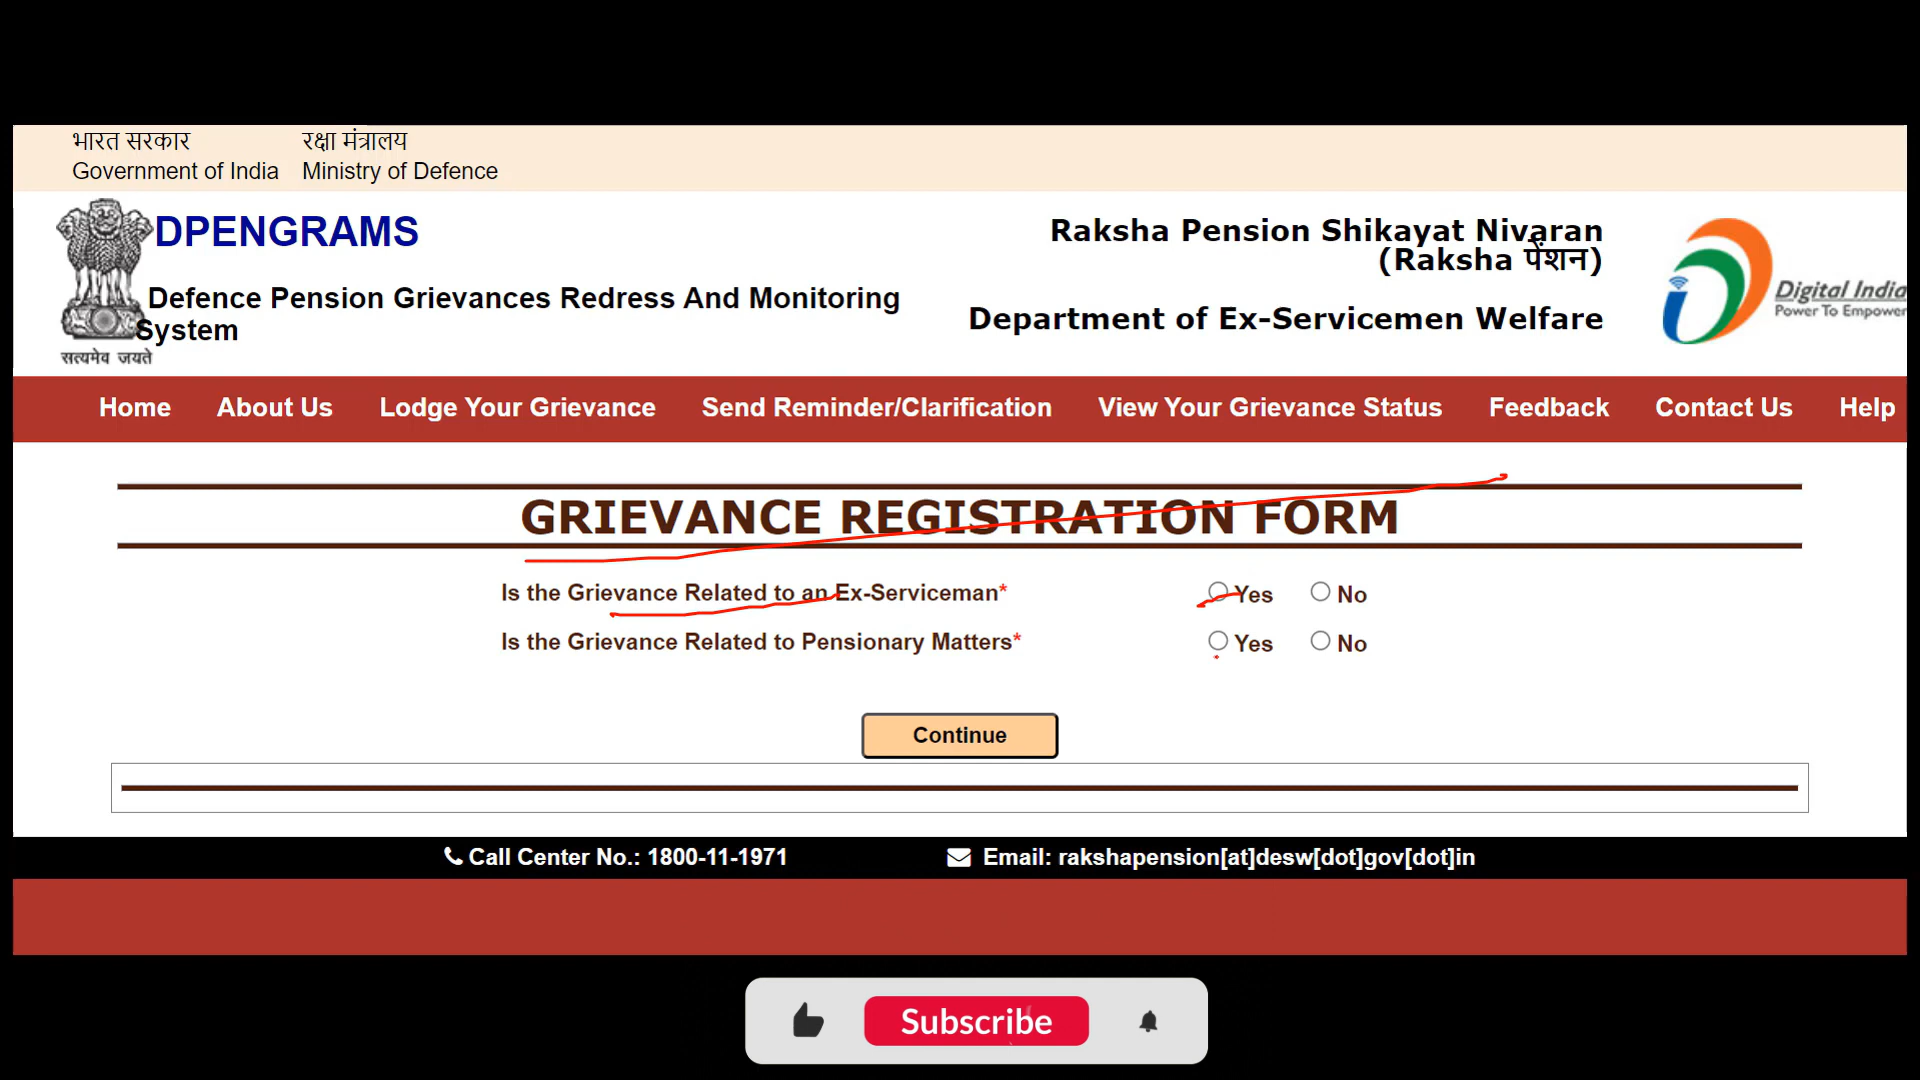 भारत सरकार
रक्षा मंत्रालय
Government of India
Ministry of Defence
DPENGRAMS
Defence Pension Grievances Redress And Monitoring
System
सत्यमेव जयते
Raksha Pension Shikayat Nivaran
(Raksha पेंशन)
Department of Ex-Servicemen Welfare
Digital India
Power To Empower
Home About Us Lodge Your Grievance Send Reminder/Clarification View Your Grievance Status Feedback Contact Us Help
GRIEVANCE REGISTRATION FORM
Is the Grievance Related to an Ex-Serviceman* Yes No
Is the Grievance Related to Pensionary Matters* Yes No
Continue
Call Center No.: 1800-11-1971
Email: rakshapension[at]desw[dot]gov[dot]in
Subscribe